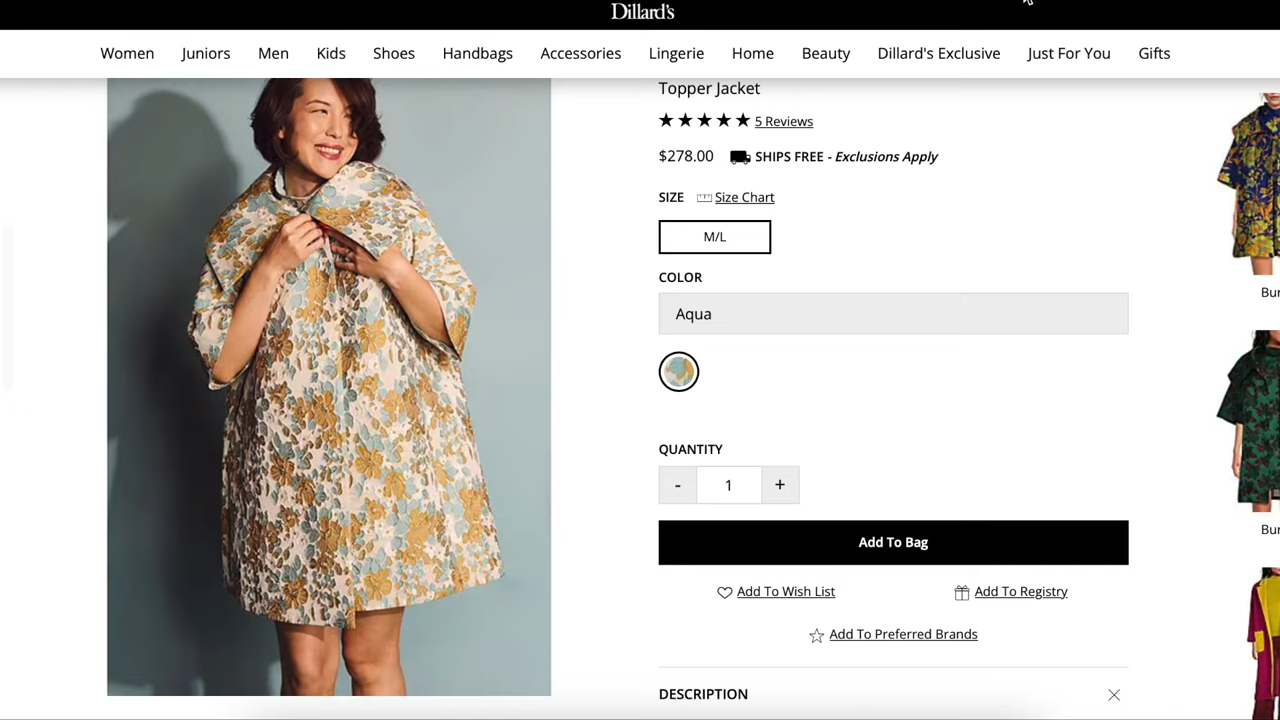 Dillard's
Women Juniors Men Kids Shoes Handbags Accessories Lingerie Home Beauty Dillard's Exclusive Just For You Gifts
Topper Jacket
5 Reviews
$278.00 SHIPS FREE - Exclusions Apply
SIZE Size Chart
M/L
COLOR
Aqua
QUANTITY
- 1 +
Add To Bag
Add To Wish List Add To Registry
Add To Preferred Brands
DESCRIPTION
Bur
Bur